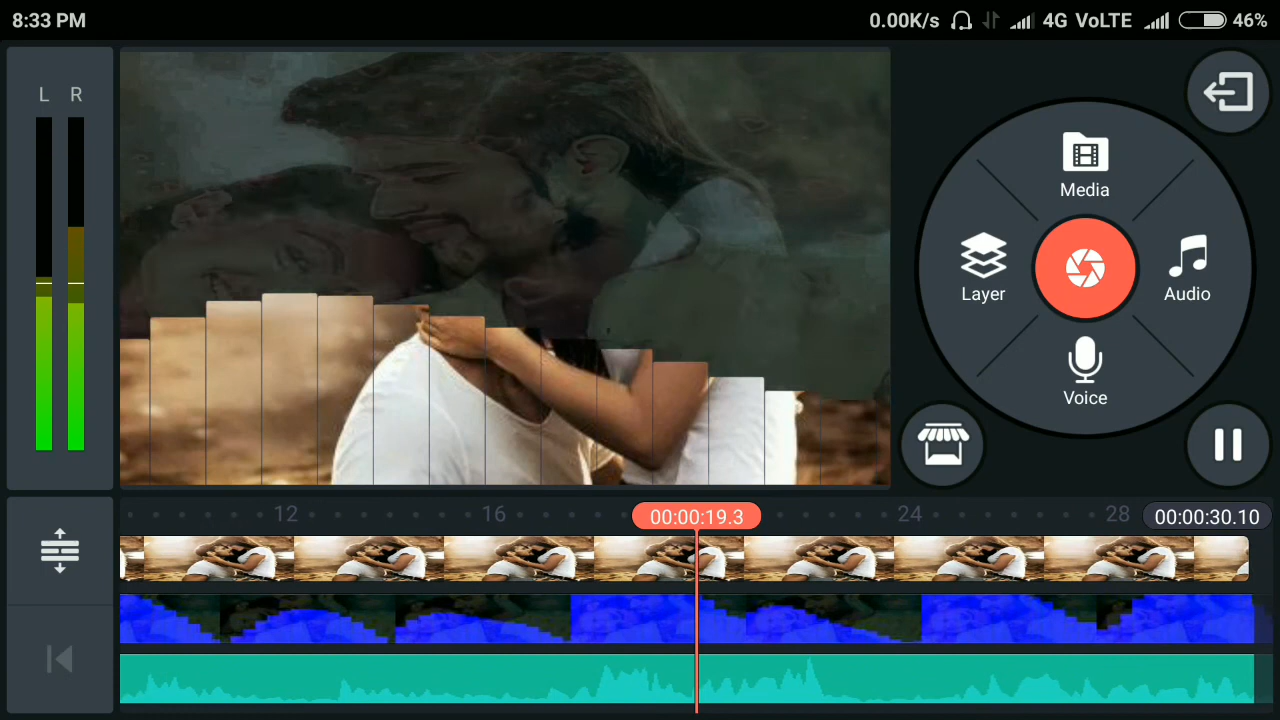 8:33 PM
0.00K/s 4G VoLTE 46%
L R
Media
Layer
Audio
Voice
12 16 00:00:19.3 24 28 00:00:30.10